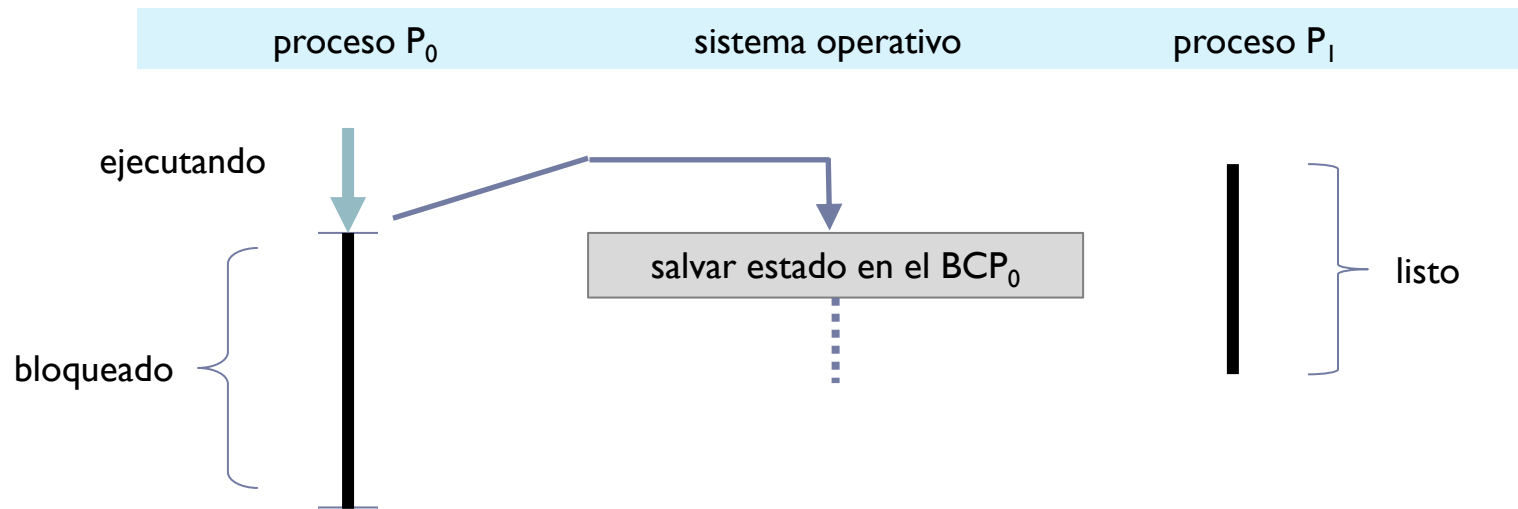 proceso P₀ sistema operativo proceso P₁
ejecutando
salvar estado en el BCP₀
listo
bloqueado